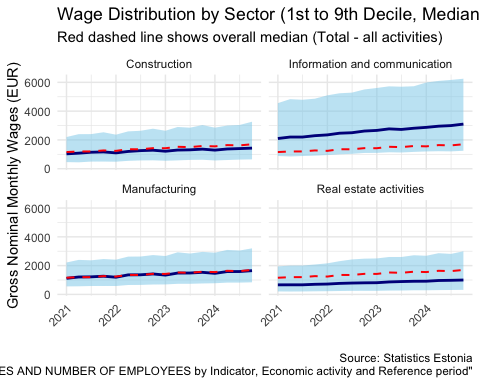 Wage Distribution by Sector (1st to 9th Decile, Median
Red dashed line shows overall median (Total - all activities)
Construction
Information and communication
6000
4000
2000
0
Manufacturing
Real estate activities
6000
4000
2000
0
Gross Nominal Monthly Wages (EUR)
2021
2022
2023
2024
2021
2022
2023
2024
Source: Statistics Estonia
ES AND NUMBER OF EMPLOYEES by Indicator, Economic activity and Reference period"